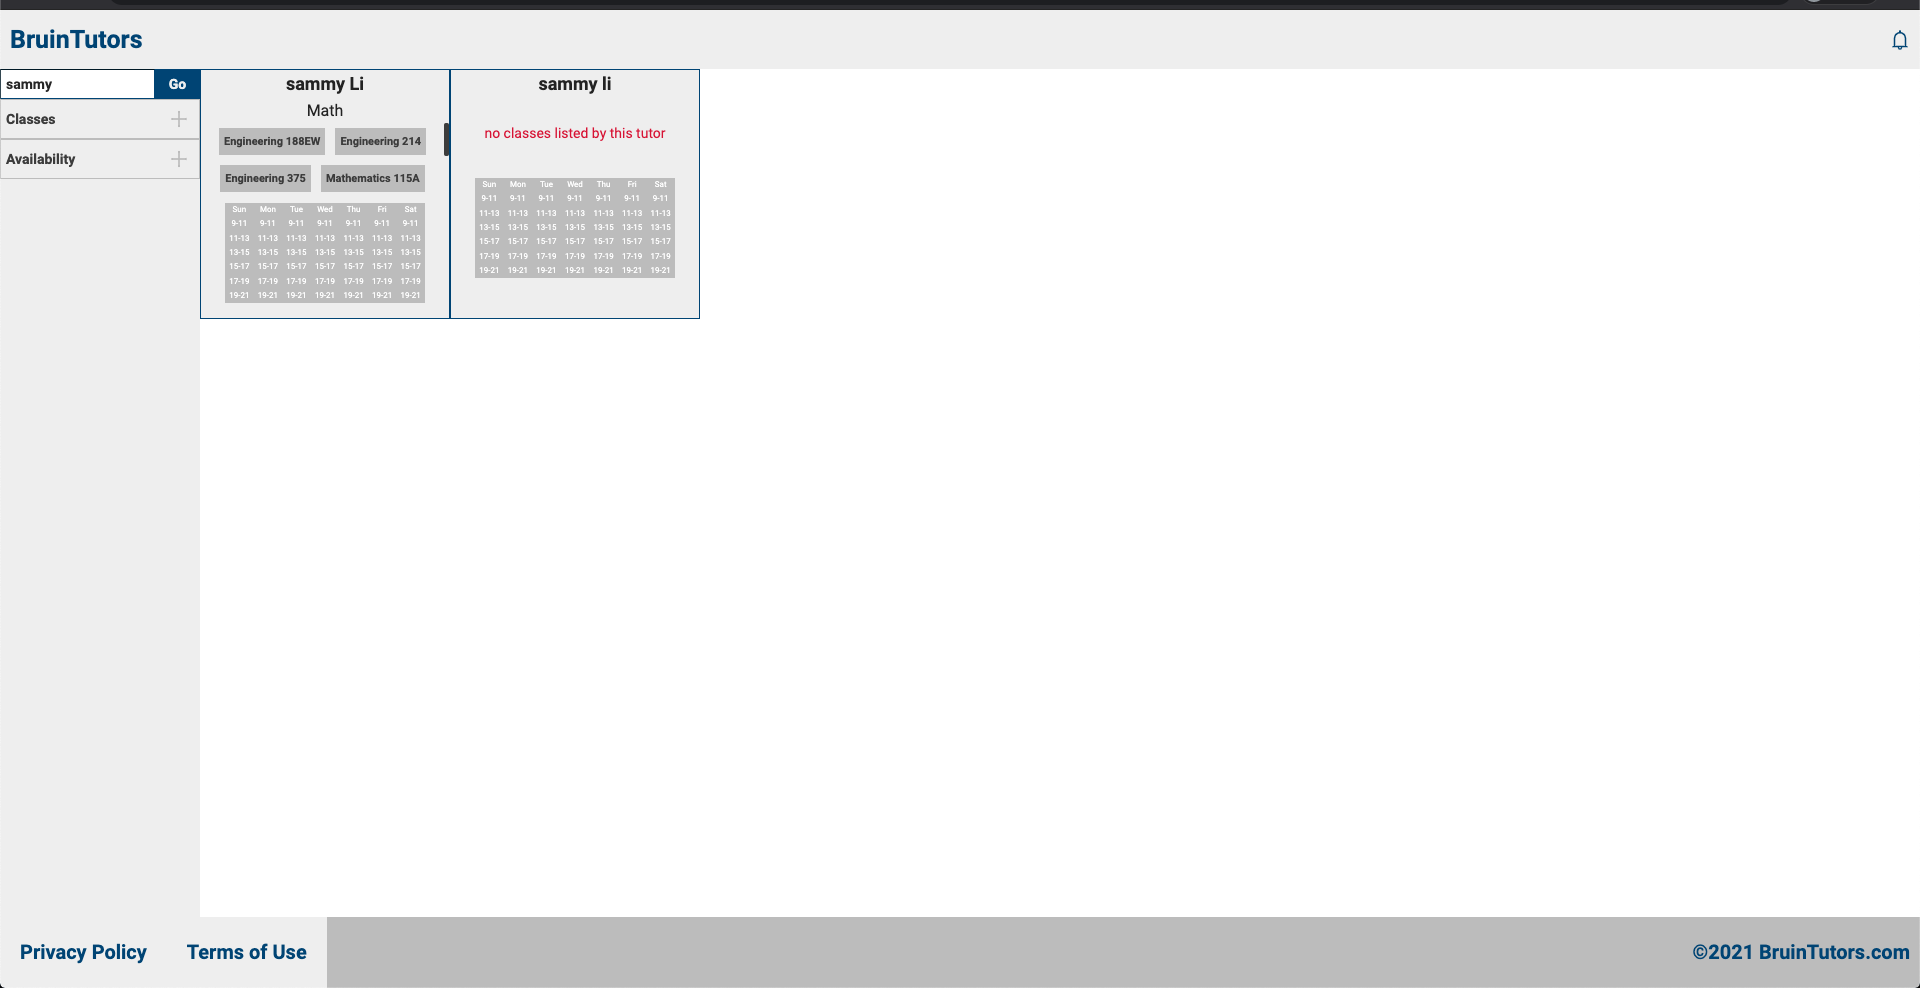 BruinTutors
sammy Go
Classes
Availability
sammy Li
Math
Engineering 188EW Engineering 214
Engineering 375 Mathematics 115A
Sun Mon Tue Wed Thu Fri Sat
9-11 9-11 9-11 9-11 9-11 9-11 9-11
11-13 11-13 11-13 11-13 11-13 11-13 11-13
13-15 13-15 13-15 13-15 13-15 13-15 13-15
15-17 15-17 15-17 15-17 15-17 15-17 15-17
17-19 17-19 17-19 17-19 17-19 17-19 17-19
19-21 19-21 19-21 19-21 19-21 19-21 19-21
sammy li
no classes listed by this tutor
Sun Mon Tue Wed Thu Fri Sat
9-11 9-11 9-11 9-11 9-11 9-11 9-11
11-13 11-13 11-13 11-13 11-13 11-13 11-13
13-15 13-15 13-15 13-15 13-15 13-15 13-15
15-17 15-17 15-17 15-17 15-17 15-17 15-17
17-19 17-19 17-19 17-19 17-19 17-19 17-19
19-21 19-21 19-21 19-21 19-21 19-21 19-21
Privacy Policy Terms of Use ©2021 BruinTutors.com